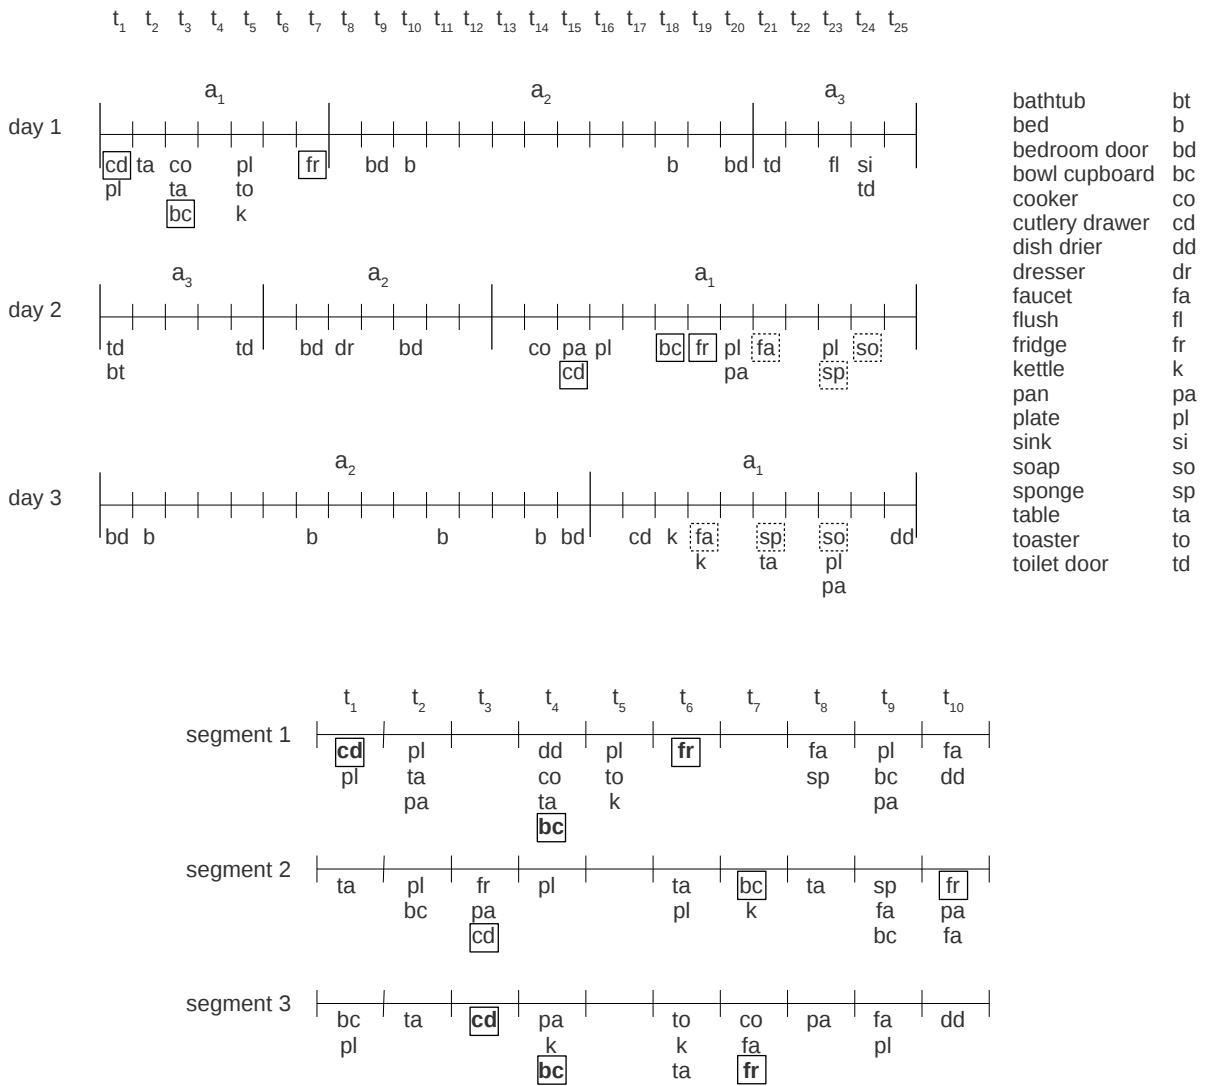 t1 t2 t3 t4 t5 t6 t7 t8 t9 t10 t11 t12 t13 t14 t15 t16 t17 t18 t19 t20 t21 t22 t23 t24 t25
a1 a2 a3
day 1
cd ta co pl fr bd b b bd td fl si
pl ta to td
bc k
a3 a2 a1
day 2
td td bd dr bd co pa pl bc fr pl fa pl so
bt cd pa sp
a2 a1
day 3
bd b b b b bd cd k fa sp so dd
k ta pl
pa
bathtub bt
bed b
bedroom door bd
bowl cupboard bc
cooker co
cutlery drawer cd
dish drier dd
dresser dr
faucet fa
flush fl
fridge fr
kettle k
pan pa
plate pl
sink si
soap so
sponge sp
table ta
toaster to
toilet door td
t1 t2 t3 t4 t5 t6 t7 t8 t9 t10
segment 1
cd pl dd pl fr fa pl fa
pl ta co to sp bc dd
pa ta k pa
bc
segment 2
ta pl fr pl ta bc ta sp fr
bc pa pl k fa pa
cd bc fa
segment 3
bc ta cd pa to co pa fa dd
pl k k fa pl
bc ta fr